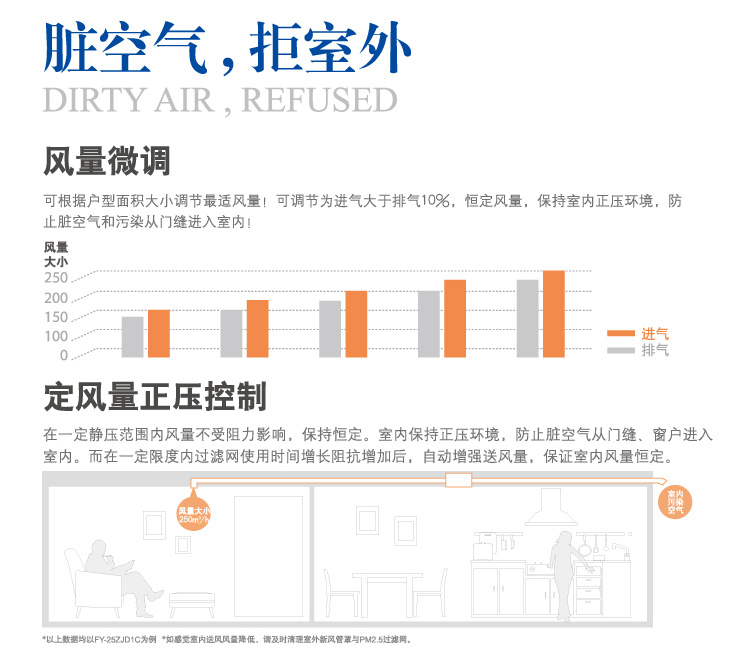 脏空气，拒室外
DIRTY AIR , REFUSED
风量微调
可根据户型面积大小调节最适风量！可调节为进气大于排气10%，恒定风量，保持室内正压环境，防
止脏空气和污染从门缝进入室内！
风量
大小
250
200
150
100
0
进气
排气
定风量正压控制
在一定静压范围内风量不受阻力影响，保持恒定。室内保持正压环境，防止脏空气从门缝、窗户进入
室内。而在一定限度内过滤网使用时间增长阻抗增加后，自动增强送风量，保证室内风量恒定。
风量大小
250m³/h
室内
污染
空气
*以上数据均以FY-25ZJD1C为例 *如感觉室内送风风量降低，请及时清理室外新风管罩与PM2.5过滤网。